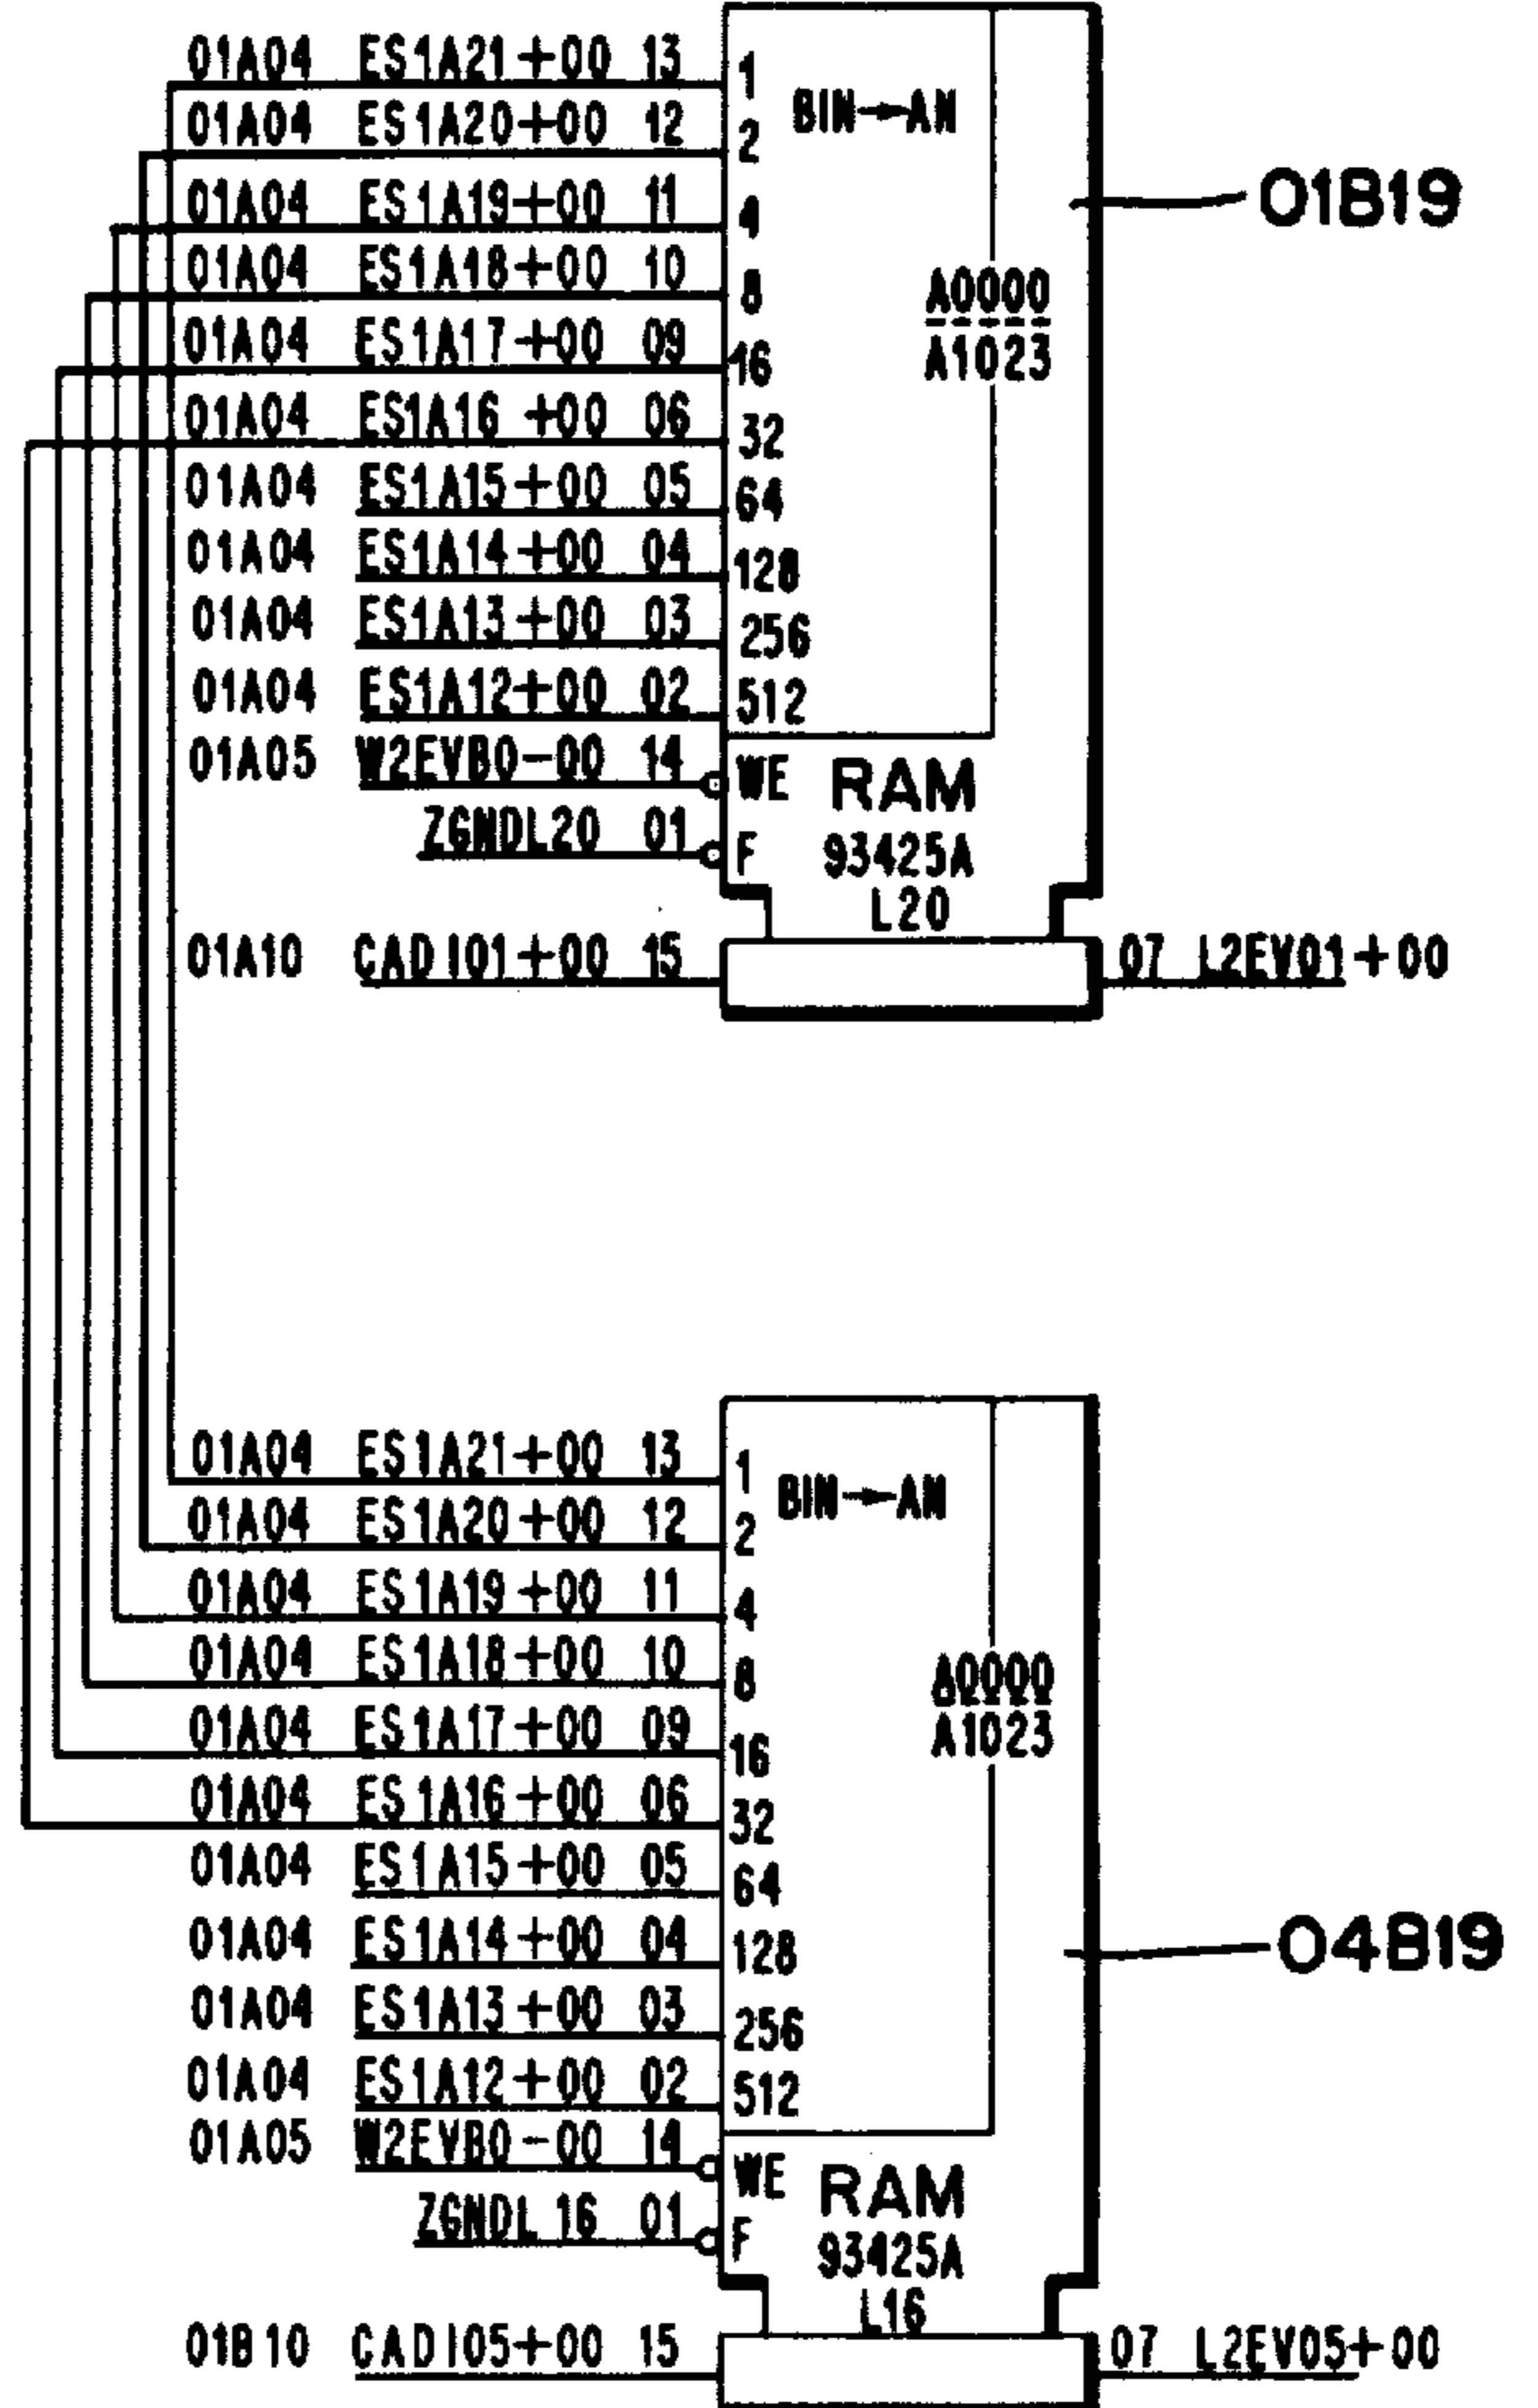 01A04 ES1A21+00 13 1
BIN→AN
01A04 ES1A20+00 12 2
01819
01A04 ES1A19+00 11 4
01A04 ES1A18+00 10 8
A0000
A1023
01A04 ES1A17+00 09 16
01A04 ES1A16 +00 06 32
01A04 ES1A15+00 05 64
01A04 ES1A14+00 04 128
01A04 ES1A13+00 03 256
01A04 ES1A12+00 02 512
01A05 W2EVB0-00 14 WE RAM
ZGNDL20 01 F 93425A
L20
01A10 CADI01+00 15 07 L2EV01+00
01A04 ES1A21+00 13 1
BIN→AN
01A04 ES1A20+00 12 2
01A04 ES1A19+00 11 4
01A04 ES1A18+00 10 8
A0000
A1023
01A04 ES1A17+00 09 16
01A04 ES1A16+00 06 32
01A04 ES1A15+00 05 64
01A04 ES1A14+00 04 128
04819
01A04 ES1A13+00 03 256
01A04 ES1A12+00 02 512
01A05 W2EVB0-00 14 WE RAM
ZGNDL16 01 F 93425A
L16
01B10 CADI05+00 15 07 L2EV05+00